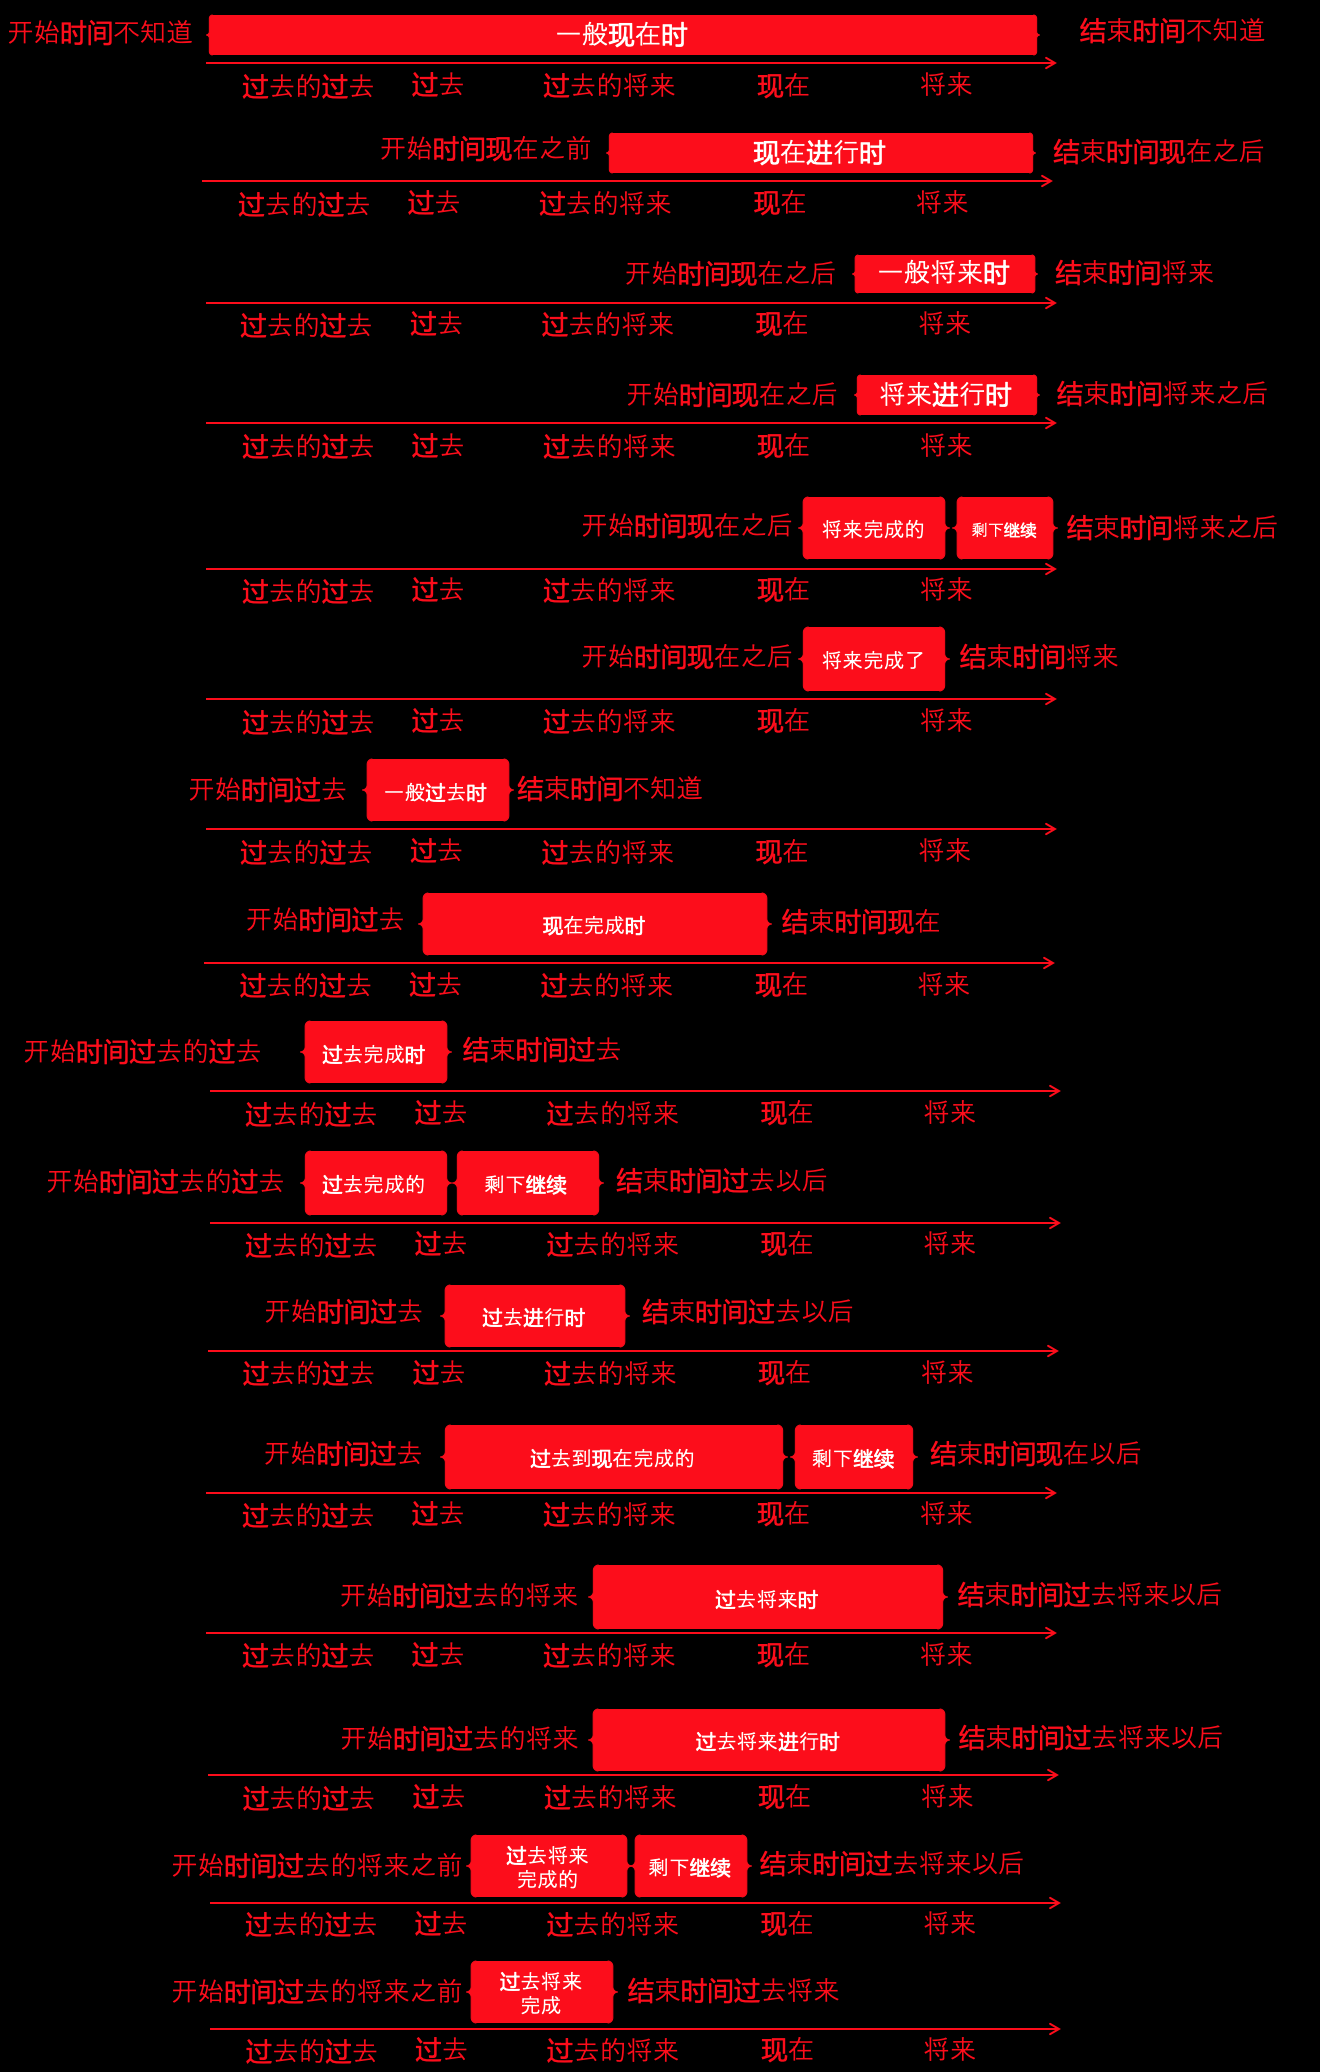 开始时间不知道 一般现在时 结束时间不知道
过去的过去 过去 过去的将来 现在 将来
开始时间现在之前 现在进行时 结束时间现在之后
过去的过去 过去 过去的将来 现在 将来
开始时间现在之后 一般将来时 结束时间将来
过去的过去 过去 过去的将来 现在 将来
开始时间现在之后 将来进行时 结束时间将来之后
过去的过去 过去 过去的将来 现在 将来
开始时间现在之后 将来完成的 剩下继续 结束时间将来之后
过去的过去 过去 过去的将来 现在 将来
开始时间现在之后 将来完成了 结束时间将来
过去的过去 过去 过去的将来 现在 将来
开始时间过去 一般过去时 结束时间不知道
过去的过去 过去 过去的将来 现在 将来
开始时间过去 现在完成时 结束时间现在
过去的过去 过去 过去的将来 现在 将来
开始时间过去的过去 过去完成时 结束时间过去
过去的过去 过去 过去的将来 现在 将来
开始时间过去的过去 过去完成的 剩下继续 结束时间过去以后
过去的过去 过去 过去的将来 现在 将来
开始时间过去 过去进行时 结束时间过去以后
过去的过去 过去 过去的将来 现在 将来
开始时间过去 过去到现在完成的 剩下继续 结束时间现在以后
过去的过去 过去 过去的将来 现在 将来
开始时间过去的将来 过去将来时 结束时间过去将来以后
过去的过去 过去 过去的将来 现在 将来
开始时间过去的将来 过去将来进行时 结束时间过去将来以后
过去的过去 过去 过去的将来 现在 将来
开始时间过去的将来之前 过去将来
完成的 剩下继续 结束时间过去将来以后
过去的过去 过去 过去的将来 现在 将来
开始时间过去的将来之前 过去将来
完成 结束时间过去将来
过去的过去 过去 过去的将来 现在 将来